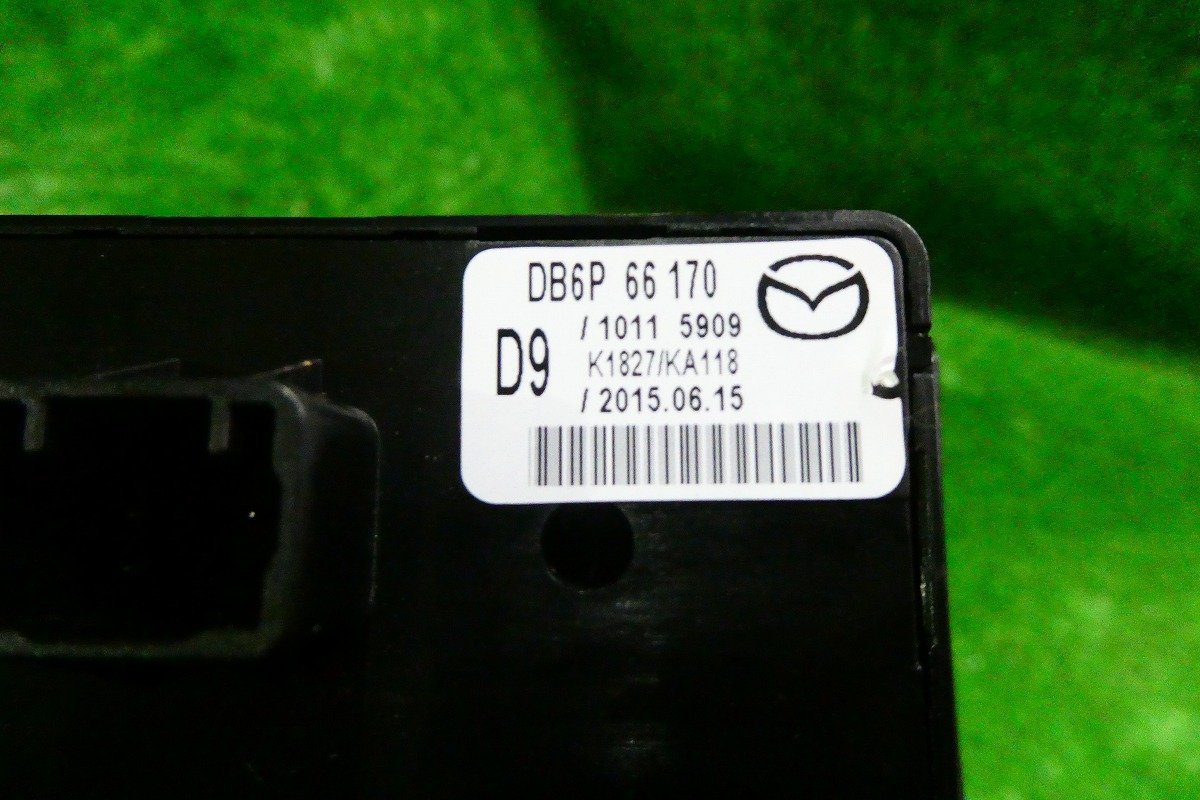 DB6P 66 170
/ 1011 5909
D9 K1827/KA118
/ 2015.06.15